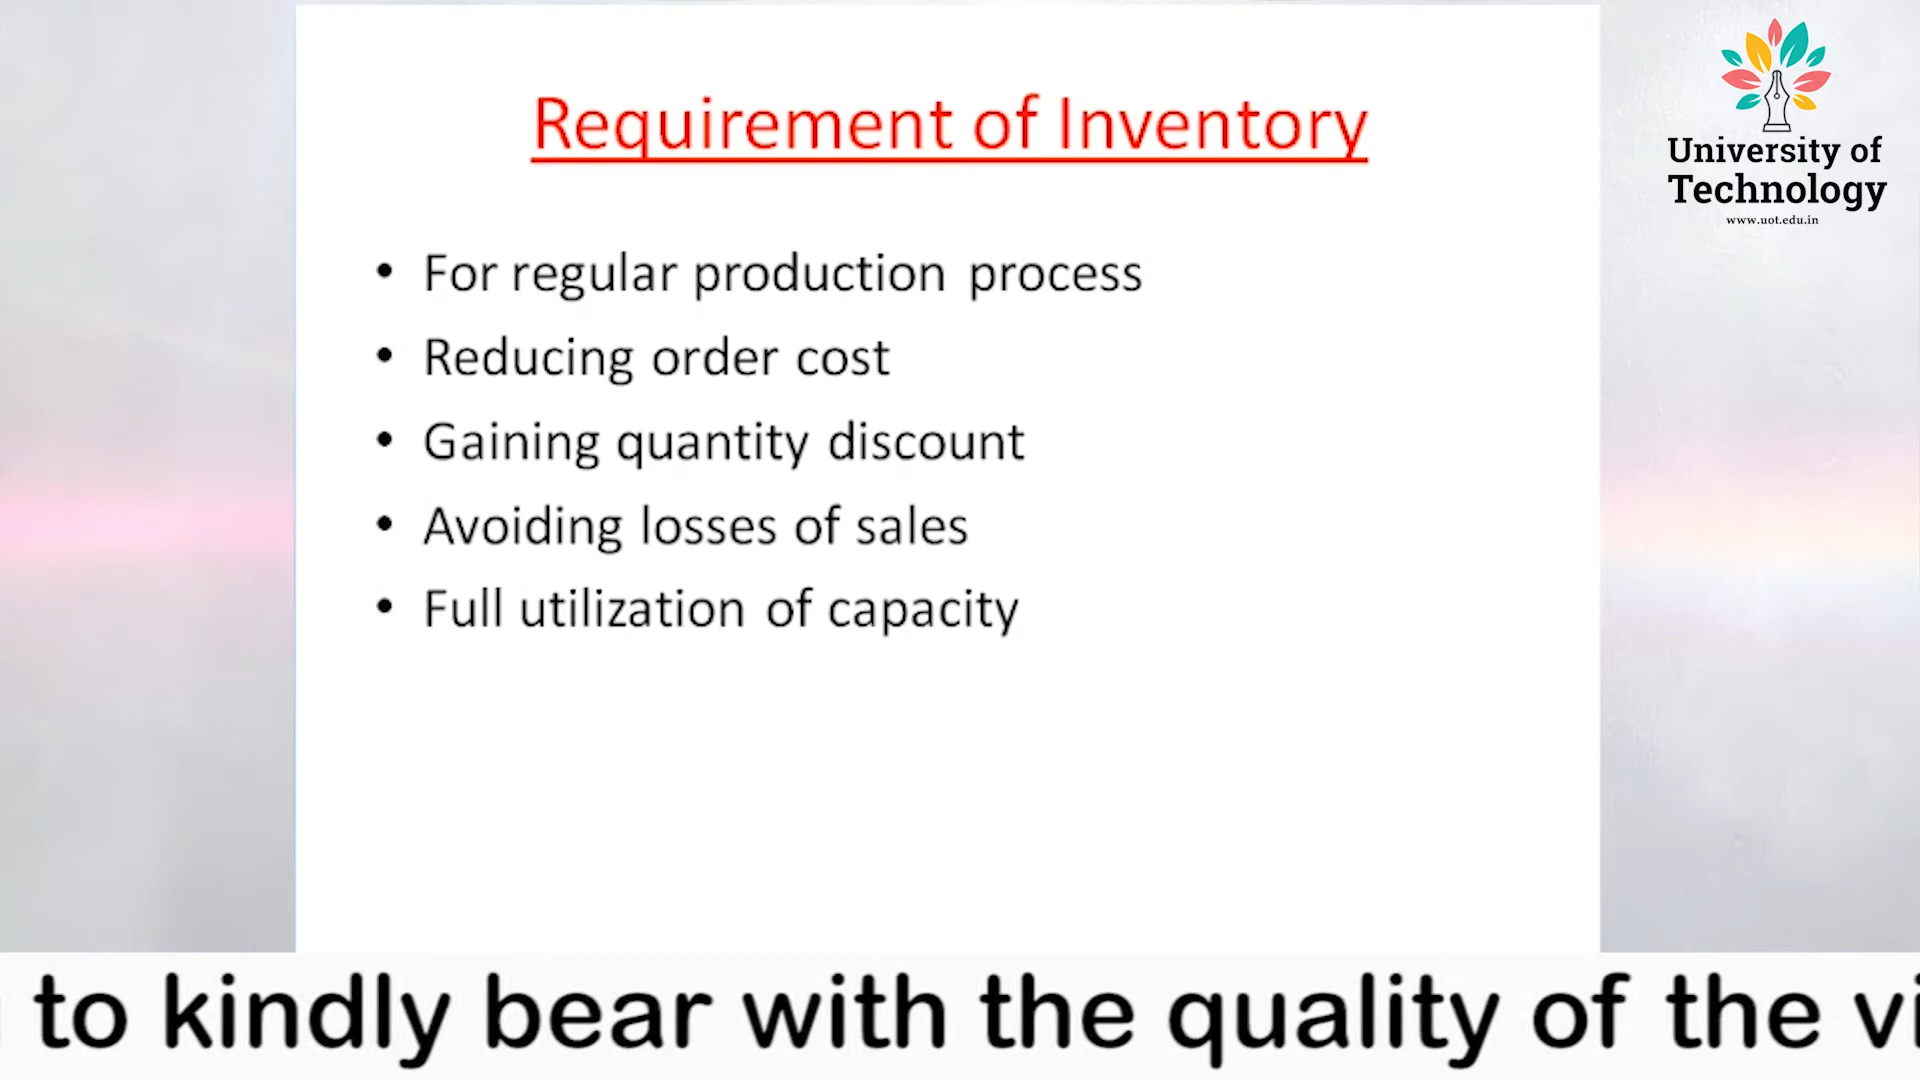 Requirement of Inventory
University of
Technology
www.uot.edu.in
• For regular production process
• Reducing order cost
• Gaining quantity discount
• Avoiding losses of sales
• Full utilization of capacity
to kindly bear with the quality of the